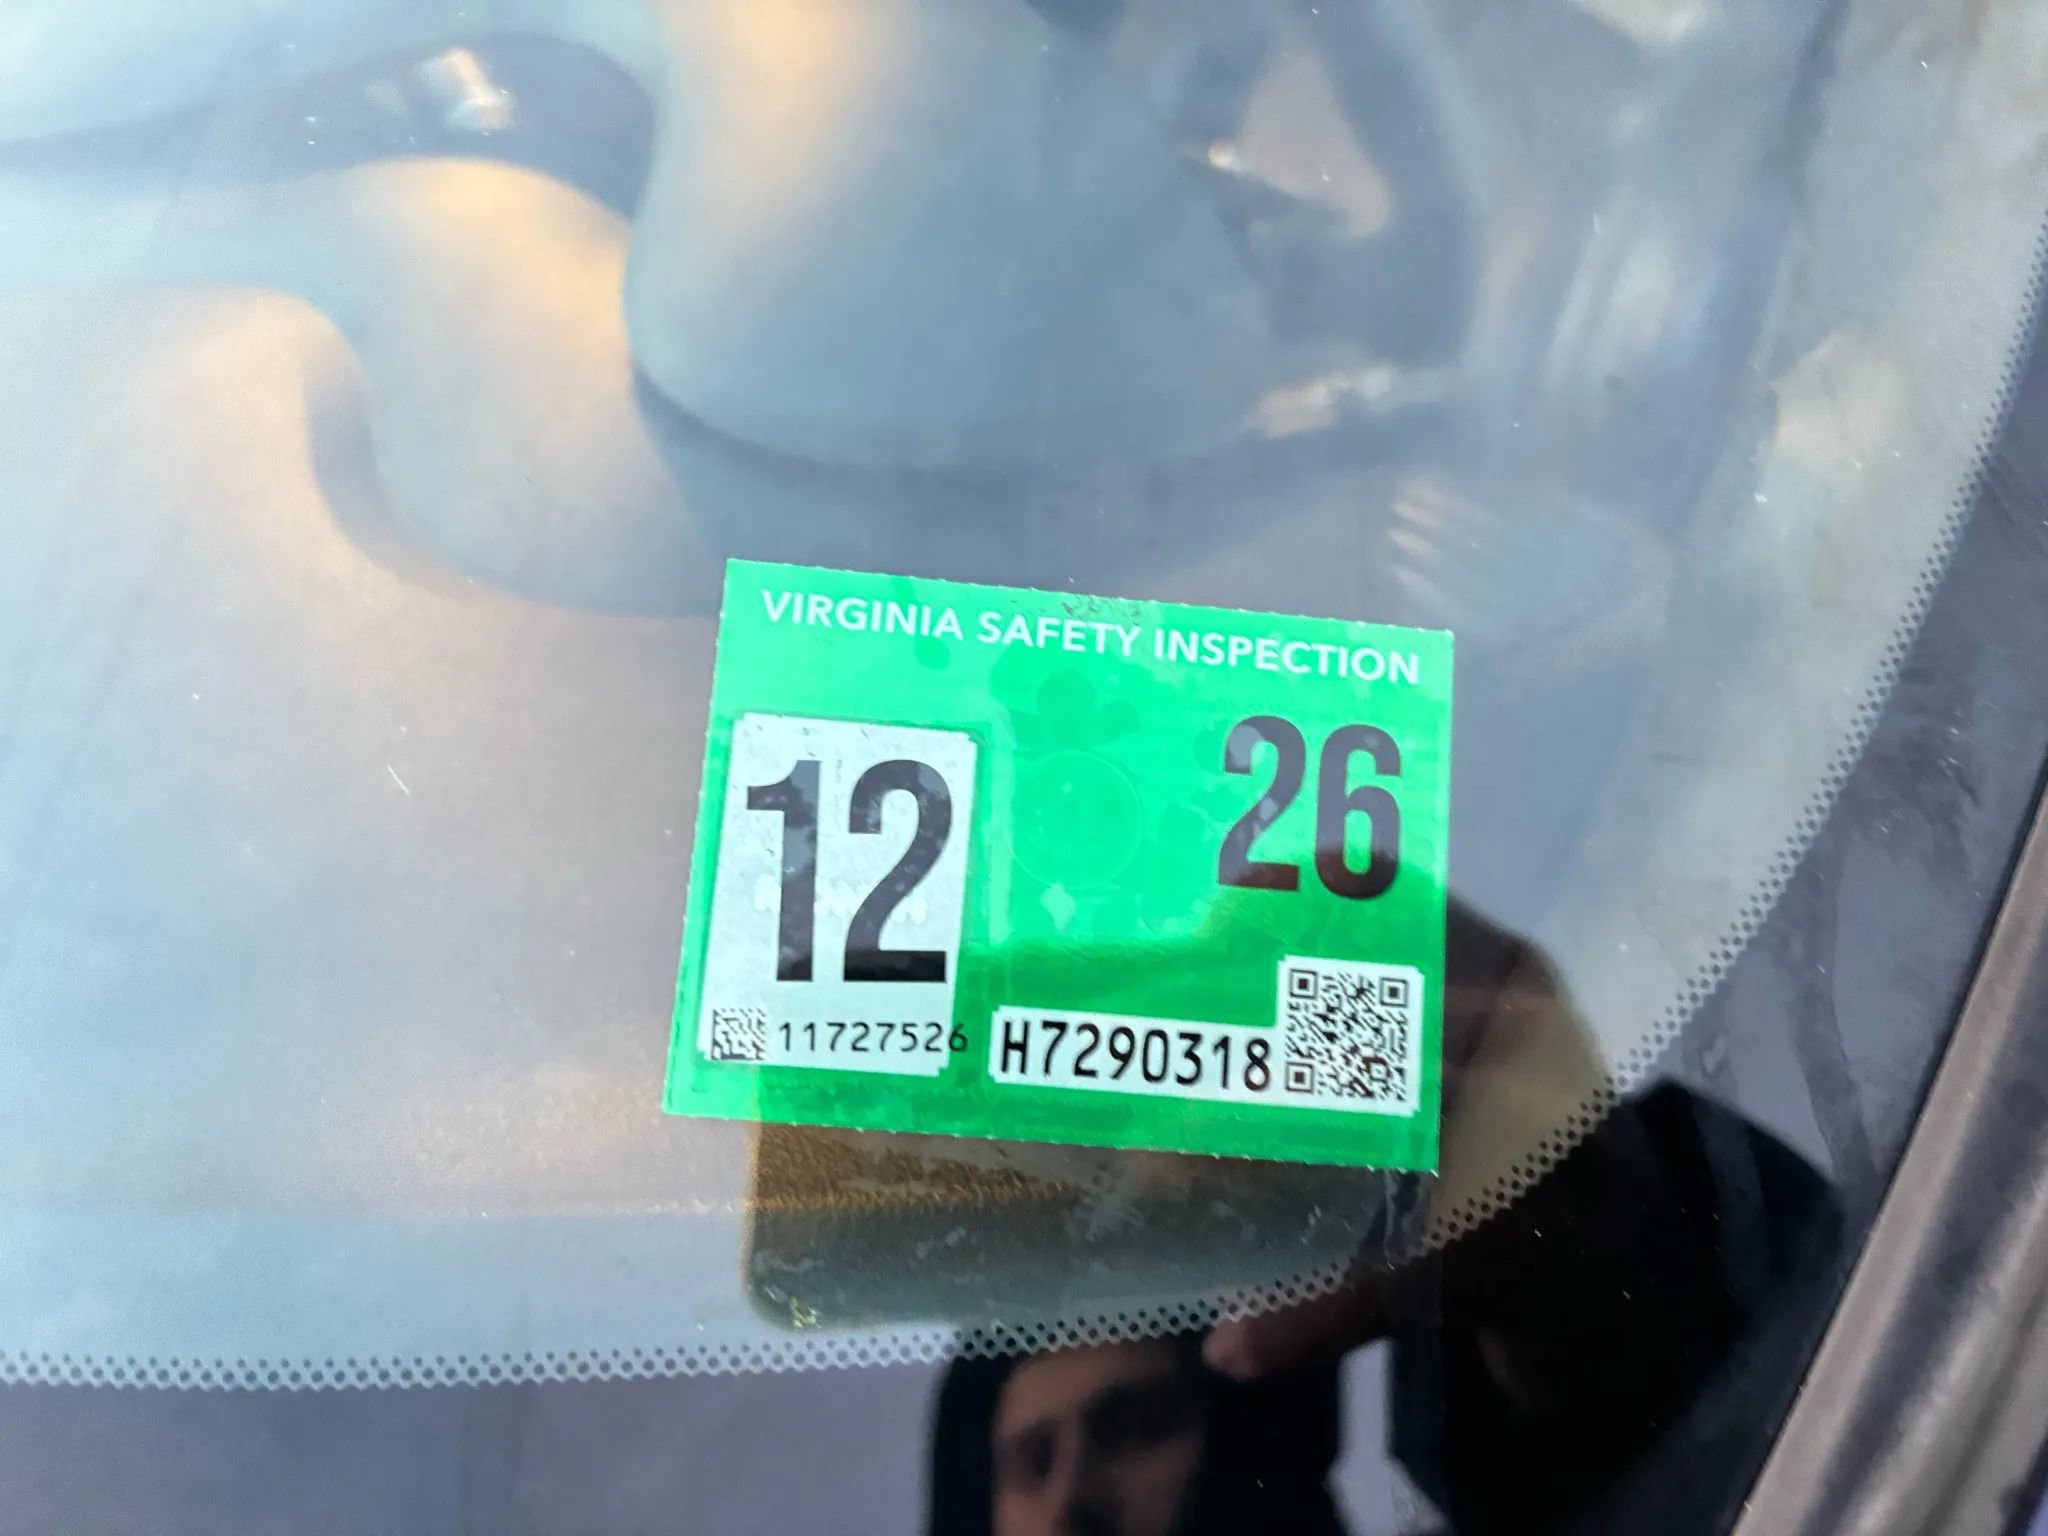 VIRGINIA SAFETY INSPECTION
12
26
11727526
H7290318